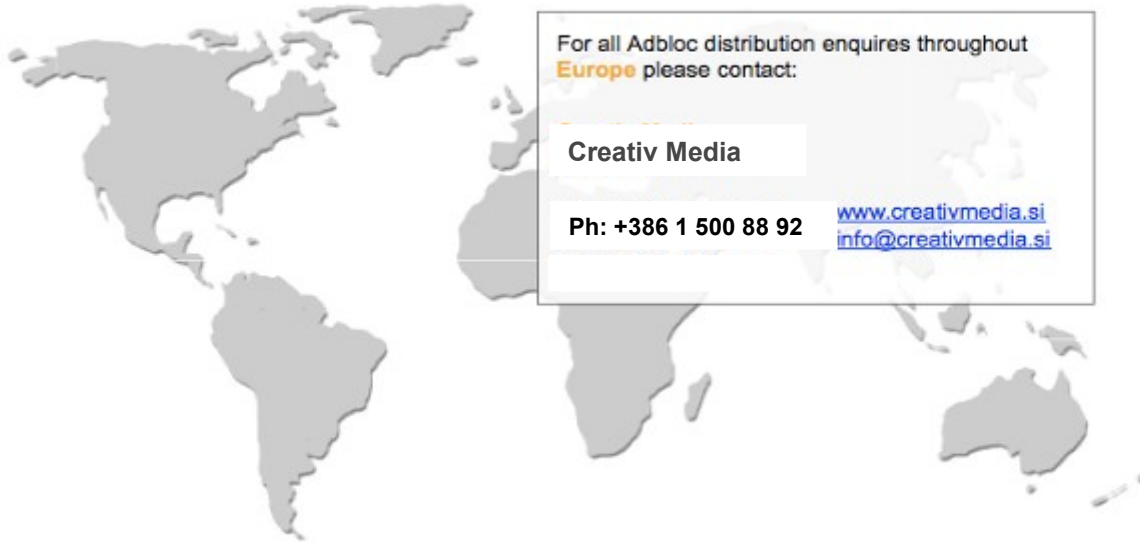 For all Adbloc distribution enquires throughout
Europe please contact:
Creativ Media
Ph: +386 1 500 88 92
www.creativmedia.si
info@creativmedia.si